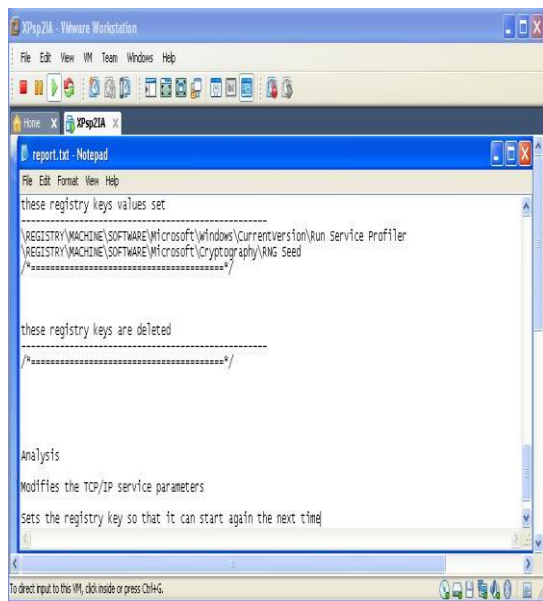 XPsp2IA - VMware Workstation
File Edit View VM Team Windows Help
Home X XPsp2IA X
report.txt - Notepad
File Edit Format View Help
these registry keys values set
----------------------------------------------------
\REGISTRY\MACHINE\SOFTWARE\Microsoft\Windows\CurrentVersion\Run Service Profiler
\REGISTRY\MACHINE\SOFTWARE\Microsoft\Cryptography\RNG Seed
/*========================================*/
these registry keys are deleted
----------------------------------------------------
/*========================================*/
Analysis
Modifies the TCP/IP service parameters
Sets the registry key so that it can start again the next time
To direct input to this VM, click inside or press Ctrl+G.